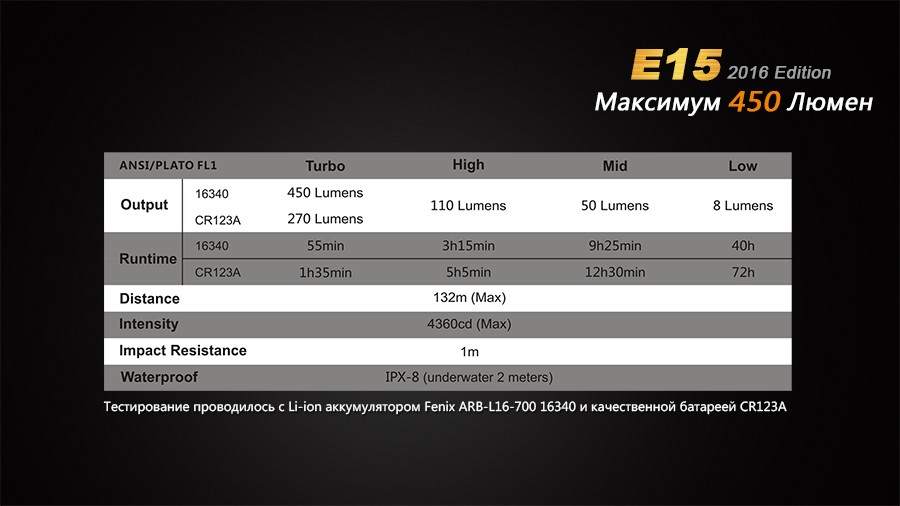 E15 2016 Edition
Максимум 450 Люмен
ANSI/PLATO FL1 Turbo High Mid Low
Output 16340 450 Lumens 110 Lumens 50 Lumens 8 Lumens
CR123A 270 Lumens
Runtime 16340 55min 3h15min 9h25min 40h
CR123A 1h35min 5h5min 12h30min 72h
Distance 132m (Max)
Intensity 4360cd (Max)
Impact Resistance 1m
Waterproof IPX-8 (underwater 2 meters)
Тестирование проводилось с Li-ion аккумулятором Fenix ARB-L16-700 16340 и качественной батареей CR123A